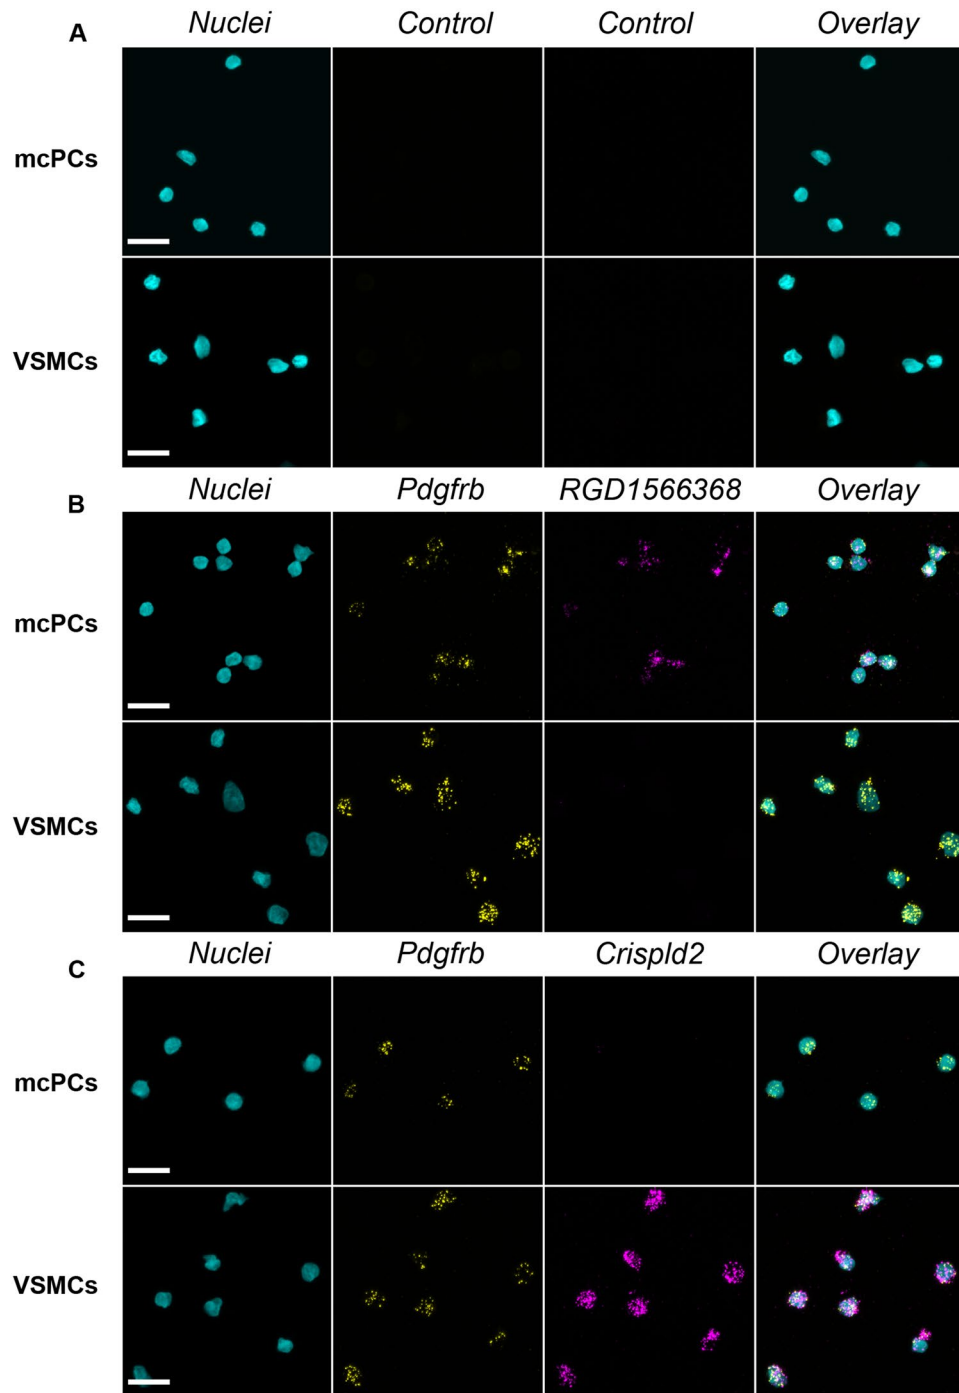 A Nuclei Control Control Overlay
mcPCs
VSMCs
B Nuclei Pdgfrb RGD1566368 Overlay
mcPCs
VSMCs
C Nuclei Pdgfrb Crispld2 Overlay
mcPCs
VSMCs